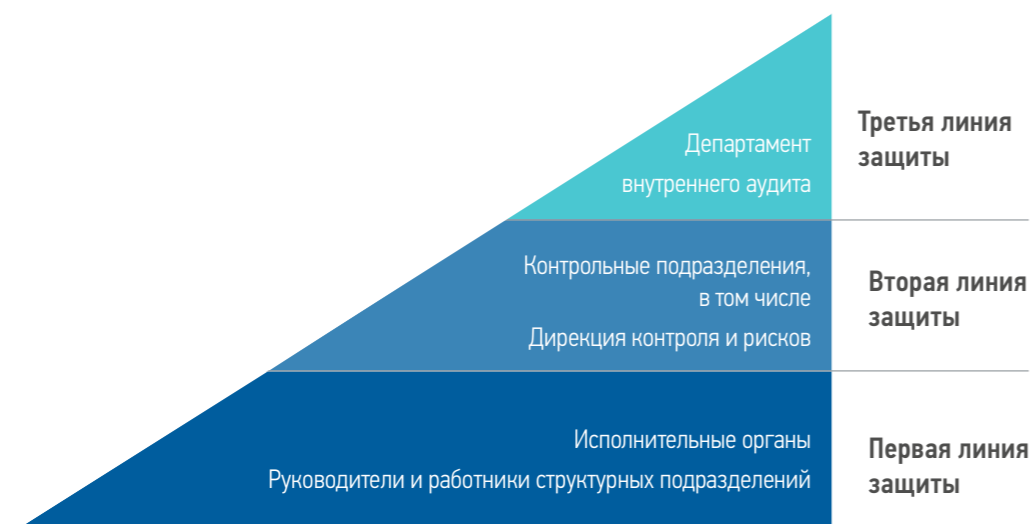 Департамент
внутреннего аудита
Третья линия
защиты
Контрольные подразделения,
в том числе
Дирекция контроля и рисков
Вторая линия
защиты
Исполнительные органы
Руководители и работники структурных подразделений
Первая линия
защиты